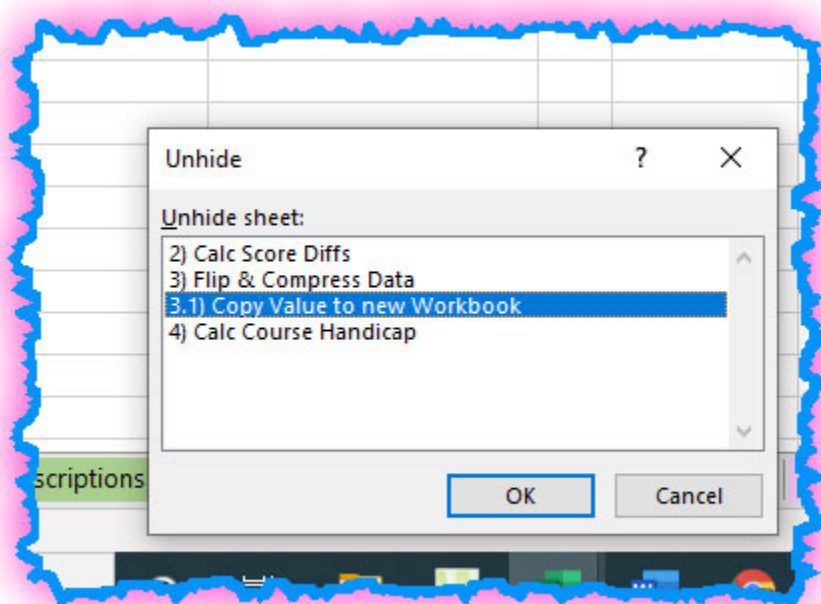 Unhide
?
Unhide sheet:
2) Calc Score Diffs
3) Flip & Compress Data
3.1) Copy Value to new Workbook
4) Calc Course Handicap
scriptions
OK
Cancel